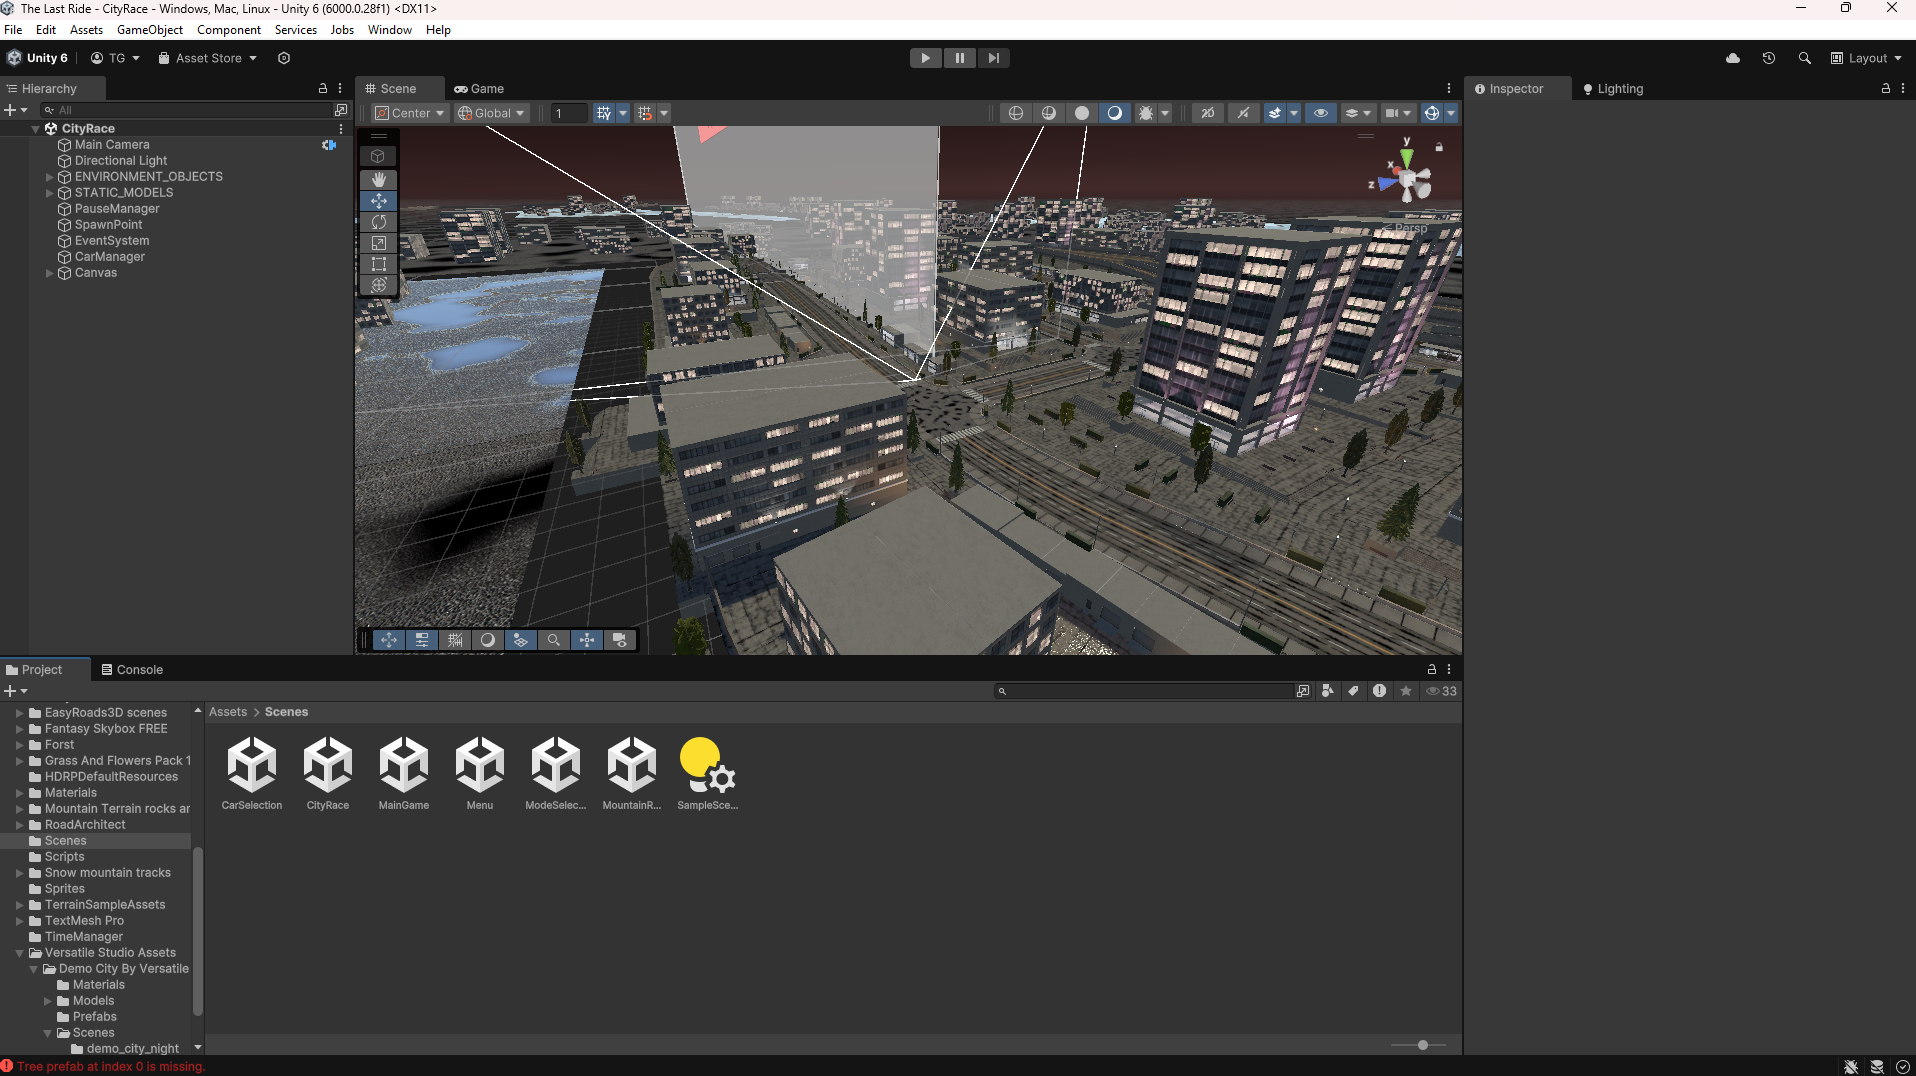 The Last Ride - CityRace - Windows, Mac, Linux - Unity 6 (6000.0.28f1) <DX11>
File Edit Assets GameObject Component Services Jobs Window Help
Unity 6 TG Asset Store Layout
Hierarchy
All
CityRace
Main Camera
Directional Light
ENVIRONMENT_OBJECTS
STATIC_MODELS
PauseManager
SpawnPoint
EventSystem
CarManager
Canvas
Scene Game
Center Global 1 2D
y
x
z
Persp
Inspector Lighting
Project Console
33
EasyRoads3D scenes
Fantasy Skybox FREE
Forst
Grass And Flowers Pack 1
HDRPDefaultResources
Materials
Mountain Terrain rocks ar
RoadArchitect
Scenes
Scripts
Snow mountain tracks
Sprites
TerrainSampleAssets
TextMesh Pro
TimeManager
Versatile Studio Assets
Demo City By Versatile
Materials
Models
Prefabs
Scenes
demo_city_night
Assets > Scenes
CarSelection CityRace MainGame Menu ModeSelec... MountainR... SampleSce...
Tree prefab at index 0 is missing.